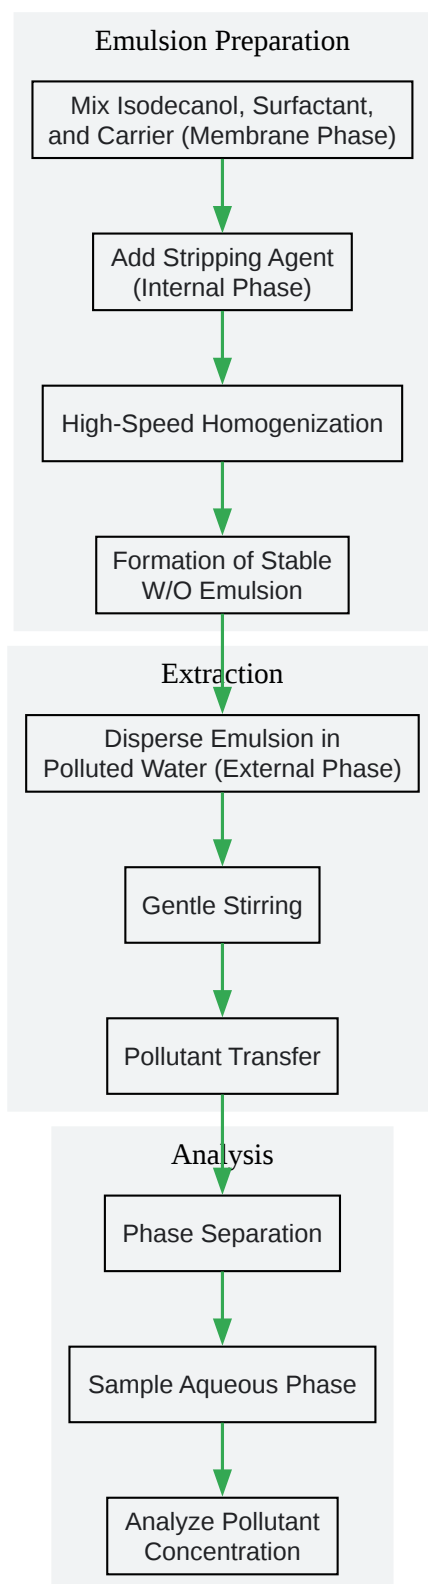 Emulsion Preparation
Mix Isodecanol, Surfactant,
and Carrier (Membrane Phase)
Add Stripping Agent
(Internal Phase)
High-Speed Homogenization
Formation of Stable
W/O Emulsion
Extraction
Disperse Emulsion in
Polluted Water (External Phase)
Gentle Stirring
Pollutant Transfer
Analysis
Phase Separation
Sample Aqueous Phase
Analyze Pollutant
Concentration